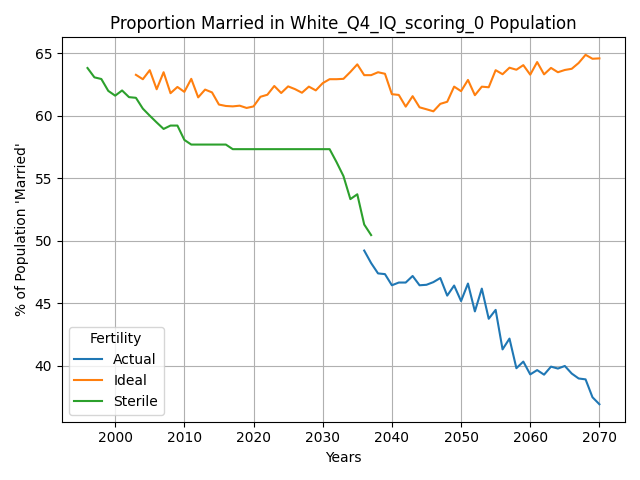 Proportion Married in White_Q4_IQ_scoring_0 Population
% of Population 'Married'
65
60
55
50
45
40
Fertility
Actual
Ideal
Sterile
2000 2010 2020 2030 2040 2050 2060 2070
Years